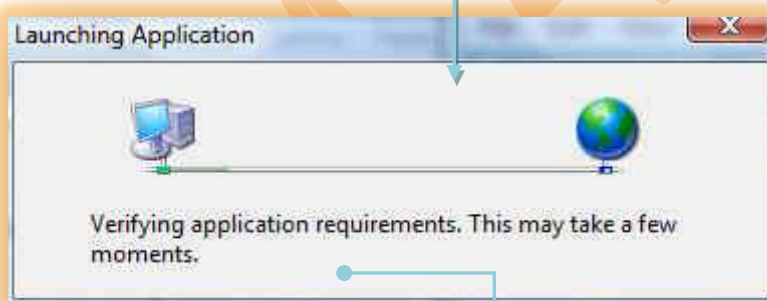 Launching Application
Verifying application requirements. This may take a few
moments.